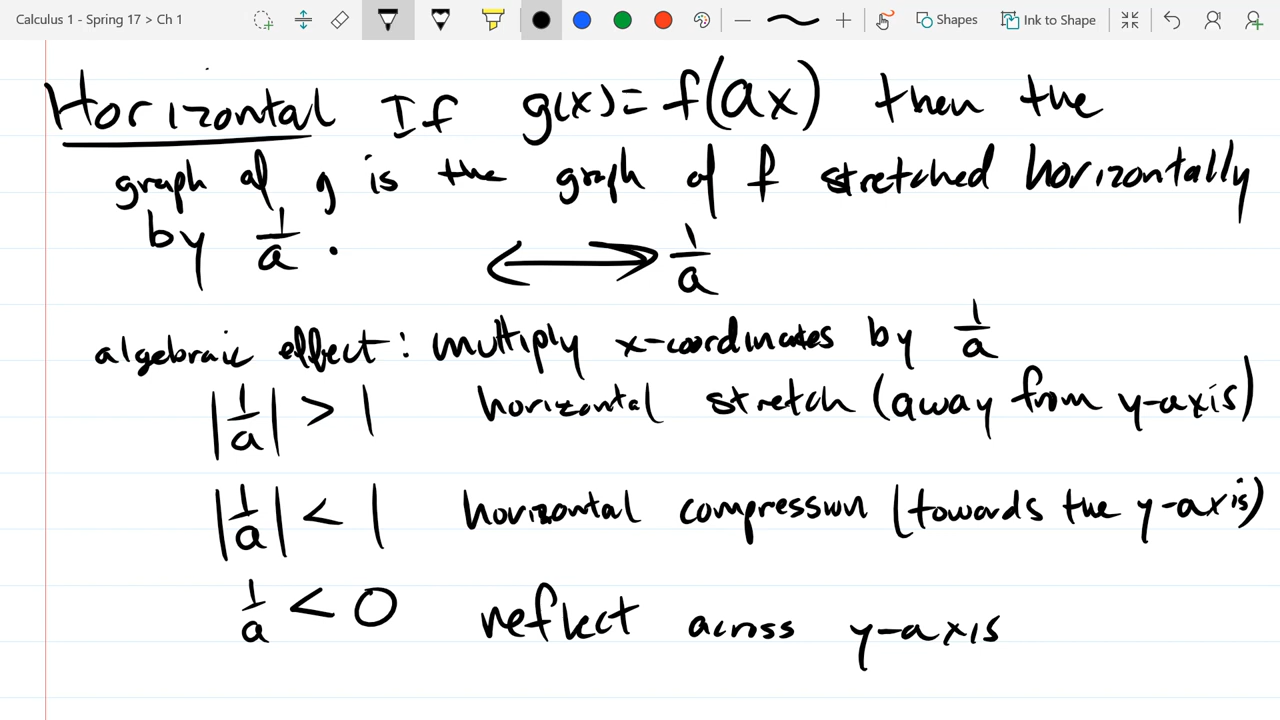 Calculus 1 - Spring 17 > Ch 1
Shapes
Ink to Shape
Horizontal If g(x) = f(ax) then the
graph of g is the graph of f stretched horizontally
by 1/a .
1/a
algebraic effect: multiply x-coordinates by 1/a
|1/a| > 1 horizontal stretch (away from y-axis)
|1/a| < 1 horizontal compression (towards the y-axis)
1/a < 0 reflect across y-axis